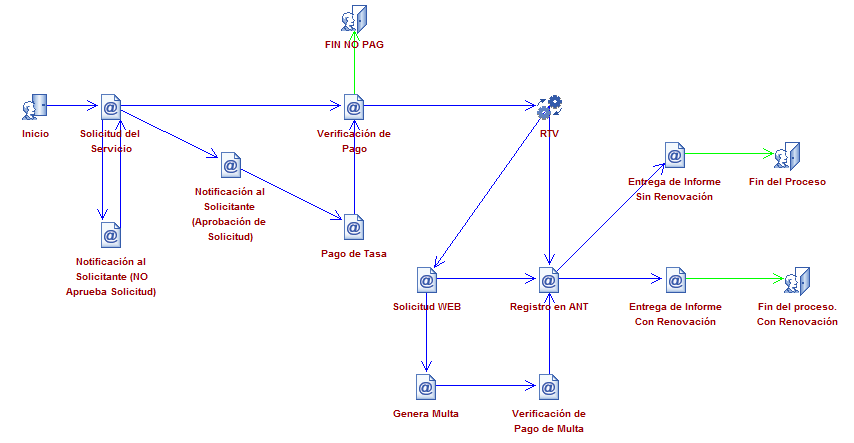 FIN NO PAG
Inicio
Solicitud del
Servicio
Verificación de
Pago
RTV
Notificación al
Solicitante
(Aprobación de
Solicitud)
Entrega de Informe
Sin Renovación
Fin del Proceso
Notificación al
Solicitante (NO
Aprueba Solicitud)
Pago de Tasa
Solicitud WEB
Registro en ANT
Entrega de Informe
Con Renovación
Fin del proceso.
Con Renovación
Genera Multa
Verificación de
Pago de Multa